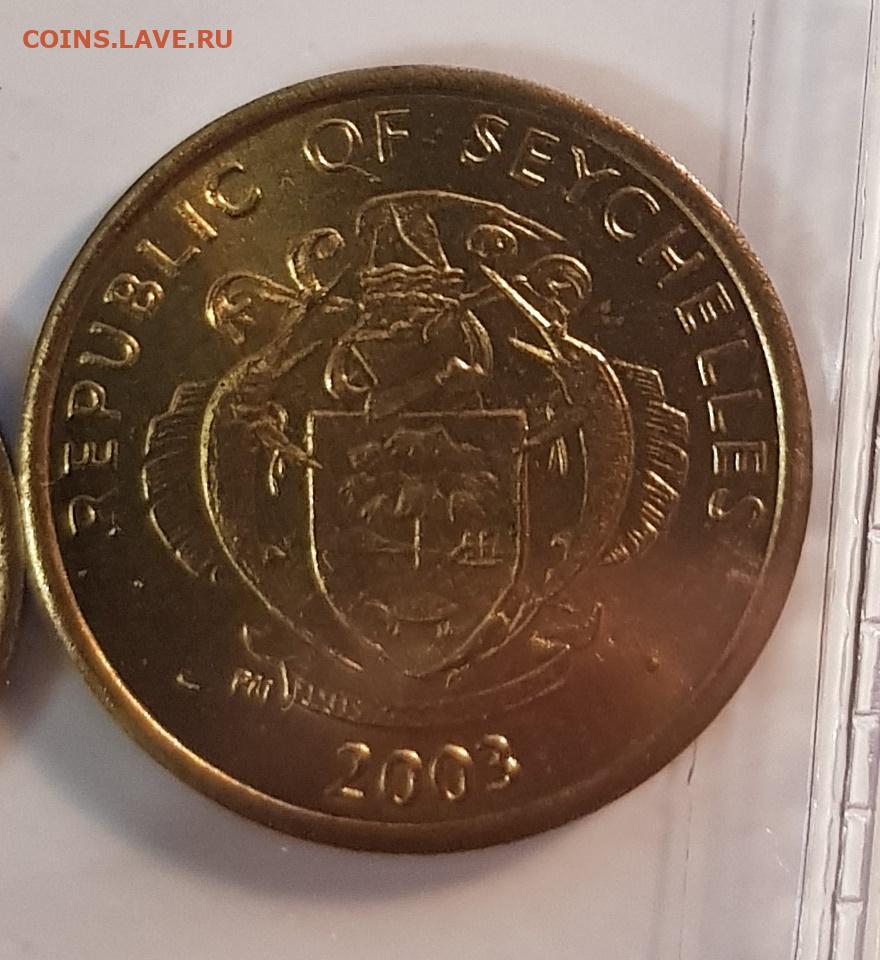 COINS.LAVE.RU
REPUBLIC OF SEYCHELLES
2003